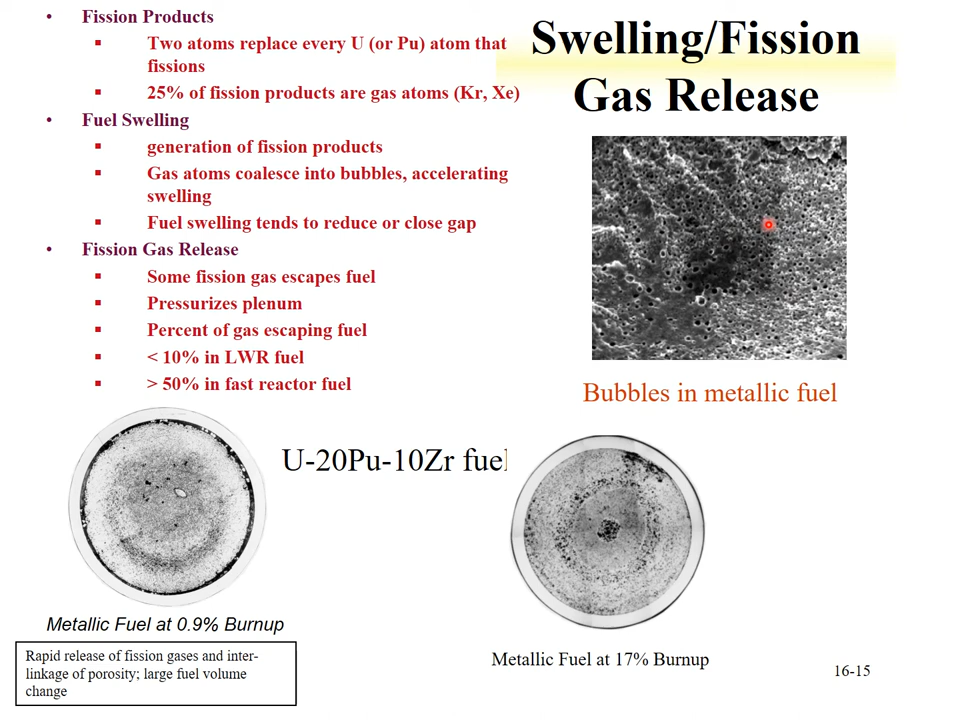 Swelling/Fission
Gas Release
• Fission Products
▪ Two atoms replace every U (or Pu) atom that
fissions
▪ 25% of fission products are gas atoms (Kr, Xe)
• Fuel Swelling
▪ generation of fission products
▪ Gas atoms coalesce into bubbles, accelerating
swelling
▪ Fuel swelling tends to reduce or close gap
• Fission Gas Release
▪ Some fission gas escapes fuel
▪ Pressurizes plenum
▪ Percent of gas escaping fuel
▪ < 10% in LWR fuel
▪ > 50% in fast reactor fuel
Bubbles in metallic fuel
U-20Pu-10Zr fuel
Metallic Fuel at 0.9% Burnup
Rapid release of fission gases and inter-
linkage of porosity; large fuel volume
change
Metallic Fuel at 17% Burnup
16-15